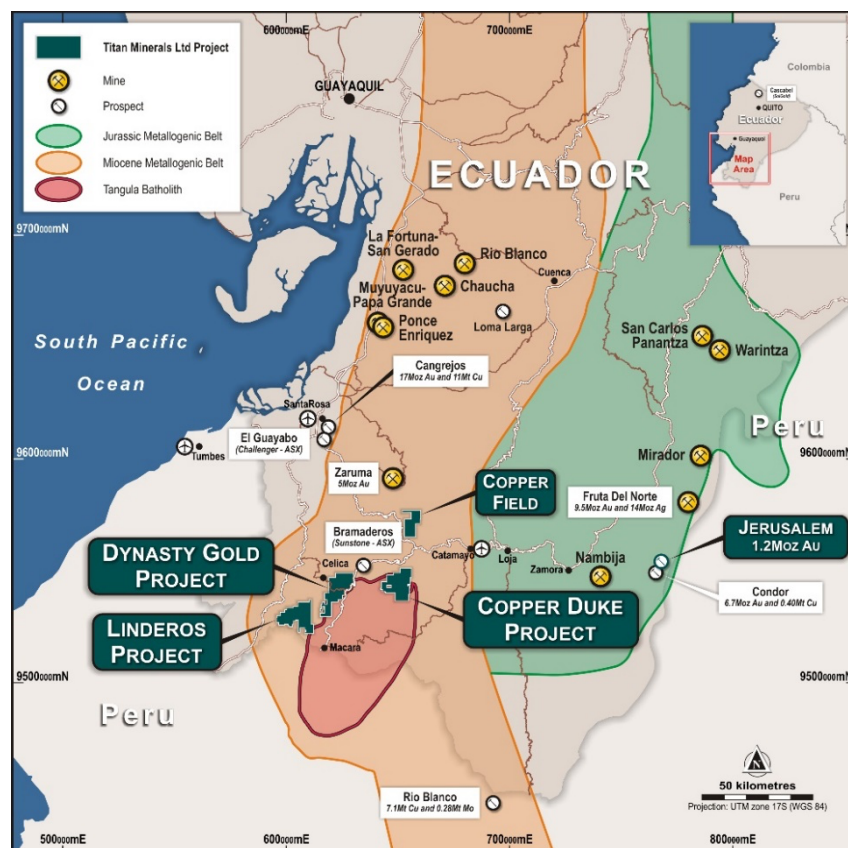 Titan Minerals Ltd Project
Mine
Prospect
Jurassic Metallogenic Belt
Miocene Metallogenic Belt
Tangula Batholith
600000mE
700000mE
GUAYAQUIL
ECUADOR
Colombia
Cascabel
(SolGold)
QUITO
Ecuador
Guayaquil
Map
Area
Peru
9700000mN
9700000mN
La Fortuna-
San Gerado
Rio Blanco
Chaucha
Cuenca
Muyuyacu-
Papa Grande
Ponce
Enriquez
Loma Larga
San Carlos
Panantza
Warintza
South Pacific
Ocean
Cangrejos
17Moz Au and 11Mt Cu
SantaRosa
El Guayabo
(Challenger - ASX)
Tumbes
Peru
9600000mN
Zaruma
5Moz Au
Mirador
COPPER
FIELD
Fruta Del Norte
9.5Moz Au and 14Moz Ag
JERUSALEM
1.2Moz Au
Bramaderos
(Sunstone - ASX)
Catamayo
Loja
Zamora
Nambija
DYNASTY GOLD
PROJECT
Celica
Condor
6.7Moz Au and 0.40Mt Cu
COPPER DUKE
PROJECT
LINDEROS
PROJECT
Macará
9500000mN
9500000mN
Peru
Rio Blanco
7.1Mt Cu and 0.28Mt Mo
N
50 kilometres
Projection: UTM zone 17S (WGS 84)
500000mE
600000mE
700000mE
800000mE